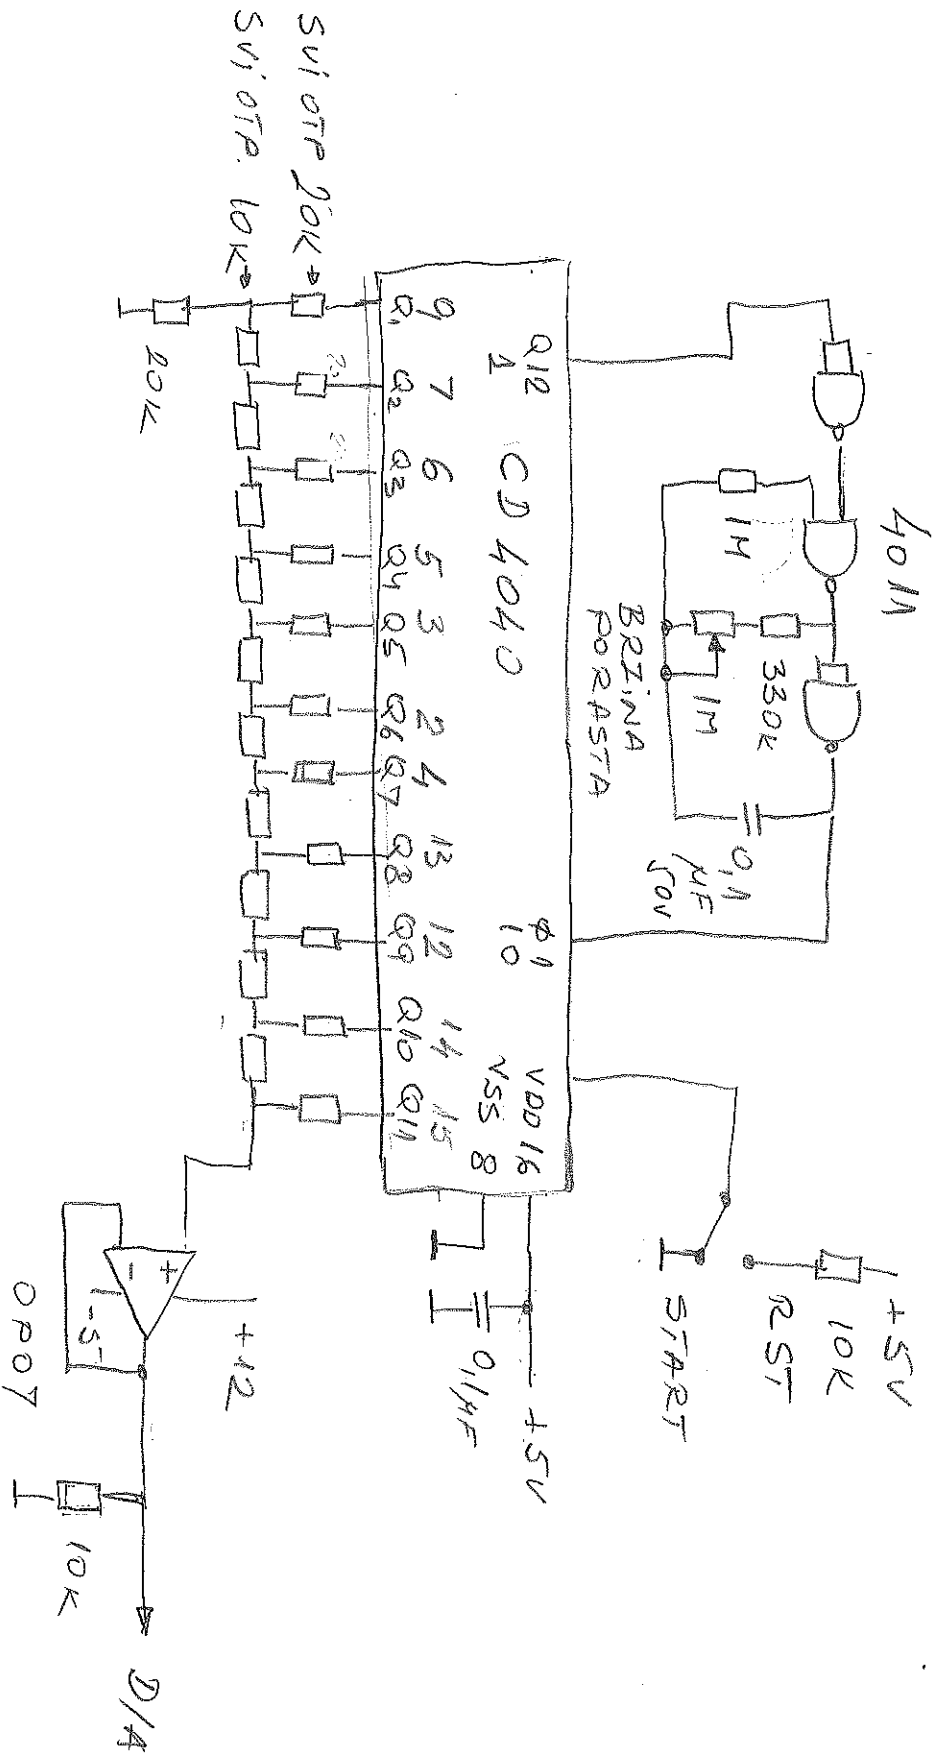 4011
1M
330K
1M
BRZINA
PORASTA
0,1
μF
50V
+5V
10K
RST
START
Q12
1
CD 4040
φ1
10
VDD 16
VSS 8
9 7 6 5 3 2 4 13 12 14 15
Q1 Q2 Q3 Q4 Q5 Q6 Q7 Q8 Q9 Q10 Q11
+5V
0,1μF
SVI OTP 20K
SVI OTP. 10K
20K
+
-
+12
-5
OP07
10K
D/A